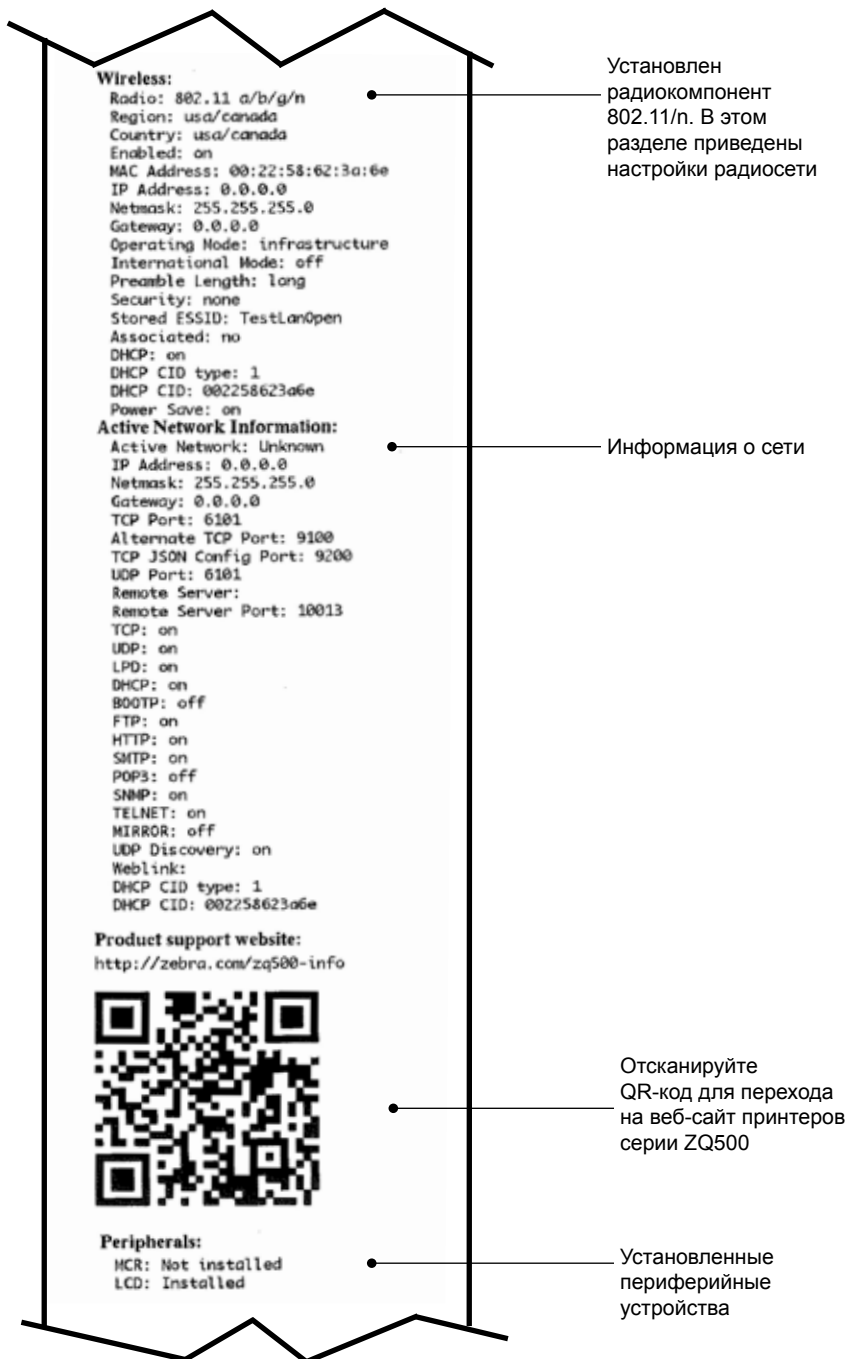 Wireless:
Radio: 802.11 a/b/g/n
Region: usa/canada
Country: usa/canada
Enabled: on
MAC Address: 00:22:58:62:3a:6e
IP Address: 0.0.0.0
Netmask: 255.255.255.0
Gateway: 0.0.0.0
Operating Mode: infrastructure
International Mode: off
Preamble Length: long
Security: none
Stored ESSID: TestLanOpen
Associated: no
DHCP: on
DHCP CID type: 1
DHCP CID: 002258623a6e
Power Save: on
Установлен
радиокомпонент
802.11/n. В этом
разделе приведены
настройки радиосети
Active Network Information:
Active Network: Unknown
IP Address: 0.0.0.0
Netmask: 255.255.255.0
Gateway: 0.0.0.0
TCP Port: 6101
Alternate TCP Port: 9100
TCP JSON Config Port: 9200
UDP Port: 6101
Remote Server:
Remote Server Port: 10013
TCP: on
UDP: on
LPD: on
DHCP: on
BOOTP: off
FTP: on
HTTP: on
SMTP: on
POP3: off
SNMP: on
TELNET: on
MIRROR: off
UDP Discovery: on
Weblink:
DHCP CID type: 1
DHCP CID: 002258623a6e
Информация о сети
Product support website:
http://zebra.com/zq500-info
Отсканируйте
QR-код для перехода
на веб-сайт принтеров
серии ZQ500
Peripherals:
MCR: Not installed
LCD: Installed
Установленные
периферийные
устройства